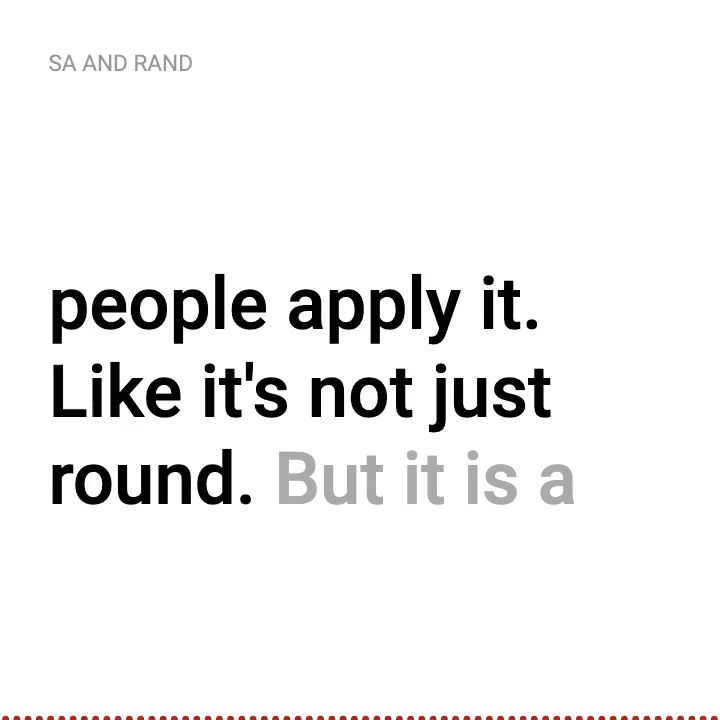 SA AND RAND
people apply it.
Like it's not just
round. But it is a